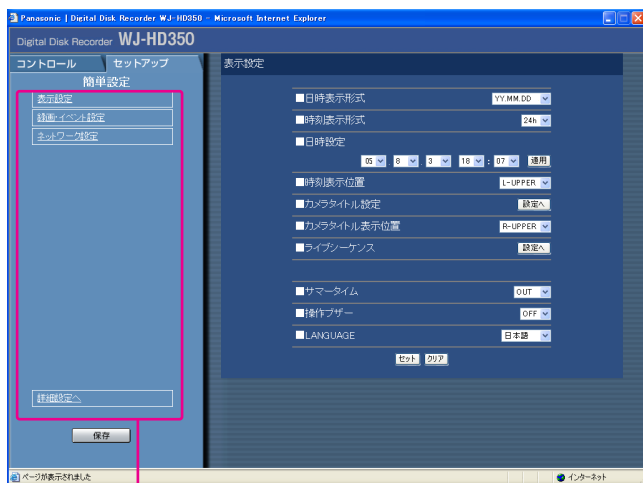 Panasonic | Digital Disk Recorder WJ-HD350 - Microsoft Internet Explorer
Digital Disk Recorder WJ-HD350
コントロール セットアップ
簡単設定
表示設定
録画・イベント設定
ネットワーク設定
詳細設定へ
保存
表示設定
■日時表示形式 YY.MM.DD
■時刻表示形式 24h
■日時設定
05 . 8 . 3 18 : 07 適用
■時刻表示位置 L-UPPER
■カメラタイトル設定 設定へ
■カメラタイトル表示位置 R-UPPER
■ライブシーケンス 設定へ
■サマータイム OUT
■操作ブザー OFF
■LANGUAGE 日本語
セット クリア
ページが表示されました インターネット